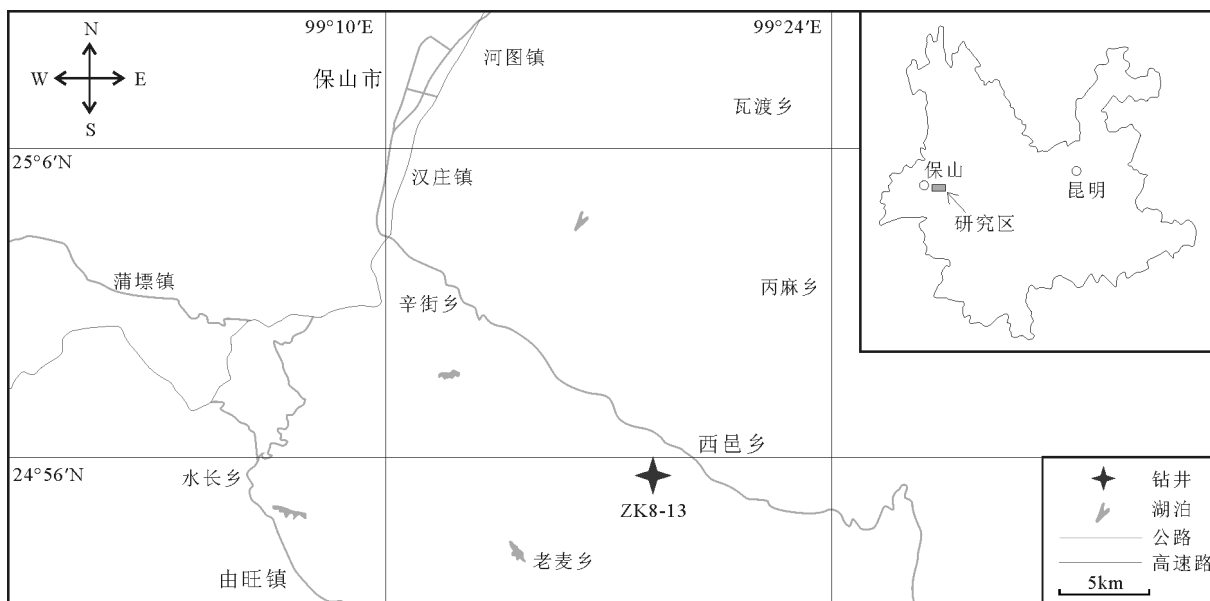 99°10′E
99°24′E
N
W
E
S
保山市
河图镇
瓦渡乡
25°6′N
汉庄镇
保山
昆明
研究区
蒲墂镇
辛街乡
丙麻乡
西邑乡
24°56′N
水长乡
ZK8-13
老麦乡
由旺镇
钻井
湖泊
公路
高速路
5km